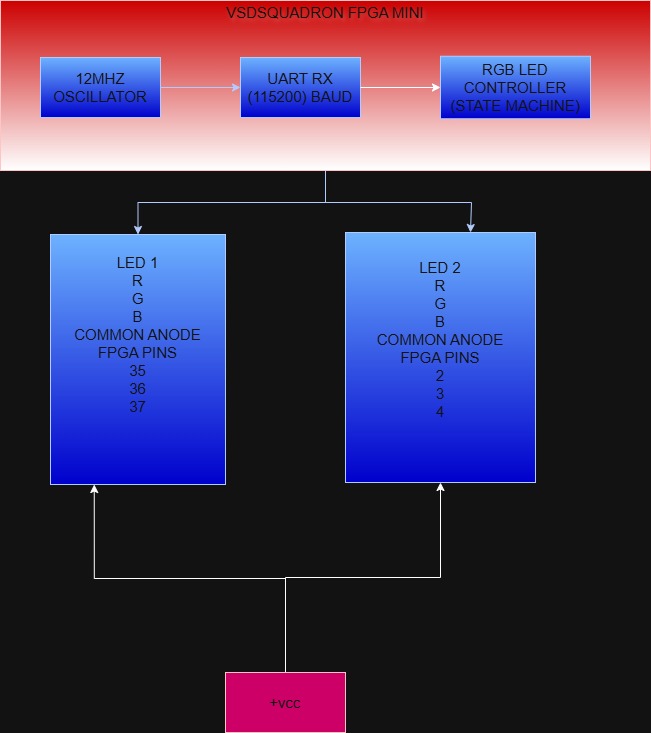 VSDSQUADRON FPGA MINI
12MHZ
OSCILLATOR
UART RX
(115200) BAUD
RGB LED
CONTROLLER
(STATE MACHINE)
LED 1
R
G
B
COMMON ANODE
FPGA PINS
35
36
37
LED 2
R
G
B
COMMON ANODE
FPGA PINS
2
3
4
+vcc